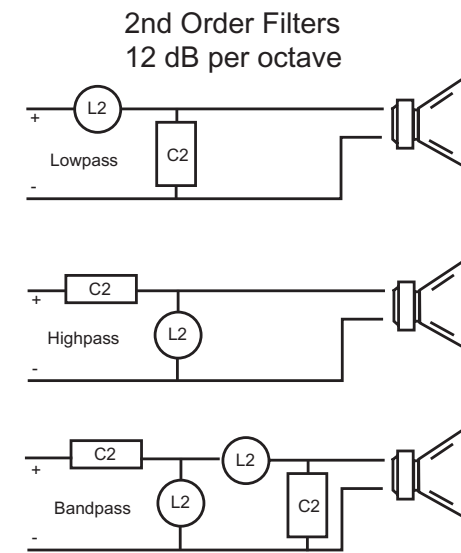 2nd Order Filters
12 dB per octave
L2
+
C2
Lowpass
-
C2
+
L2
Highpass
-
C2
L2
+
L2
C2
Bandpass
-